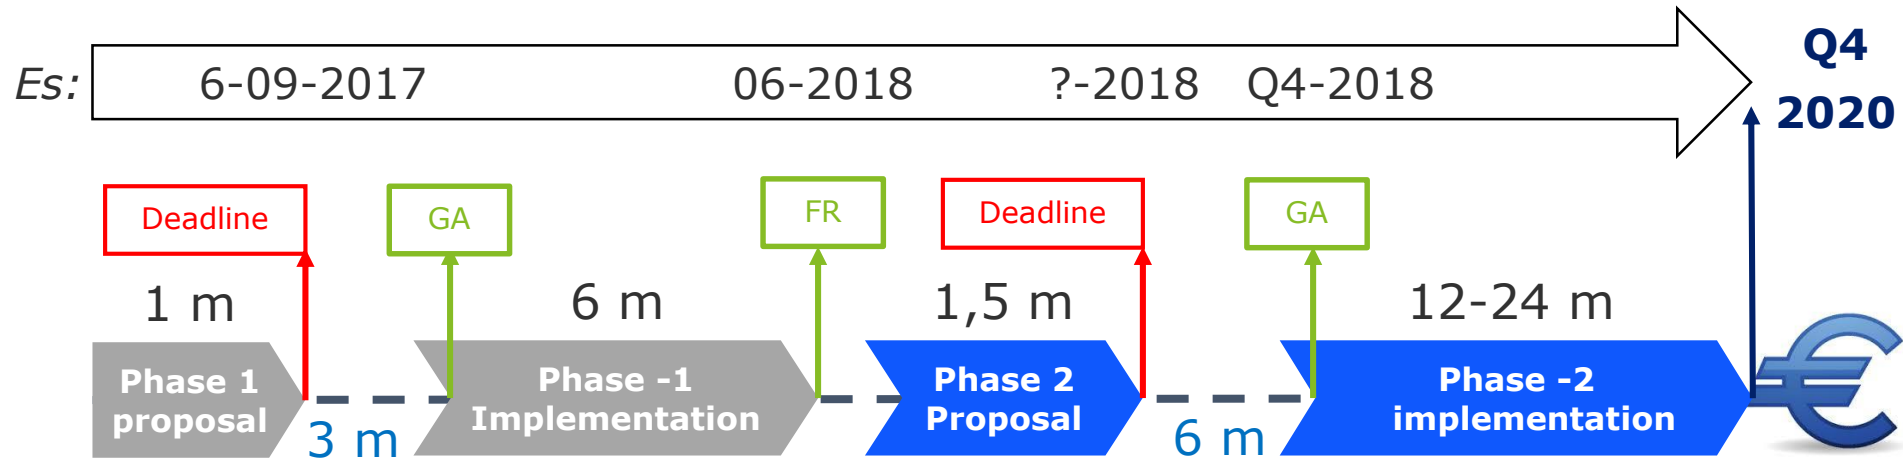 Es: 6-09-2017 06-2018 ?-2018 Q4-2018
Q4
2020
Deadline GA FR Deadline GA
1 m 6 m 1,5 m 12-24 m
Phase 1
proposal
Phase -1
Implementation
Phase 2
Proposal
Phase -2
implementation
3 m 6 m